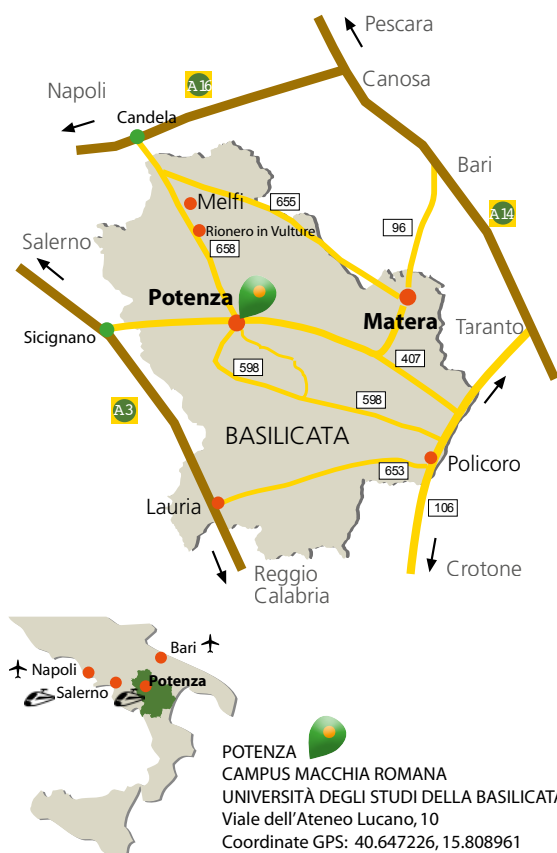 Pescara
A16
Canosa
Napoli
Candela
Bari
Melfi
655
A14
Rionero in Vulture
96
Salerno
658
Potenza
Matera
Taranto
Sicignano
407
598
598
A3
BASILICATA
653
Policoro
Lauria
106
Reggio
Calabria
Crotone
Bari
Napoli
Potenza
Salerno
POTENZA
CAMPUS MACCHIA ROMANA
UNIVERSITÀ DEGLI STUDI DELLA BASILICATA
Viale dell'Ateneo Lucano, 10
Coordinate GPS: 40.647226, 15.808961